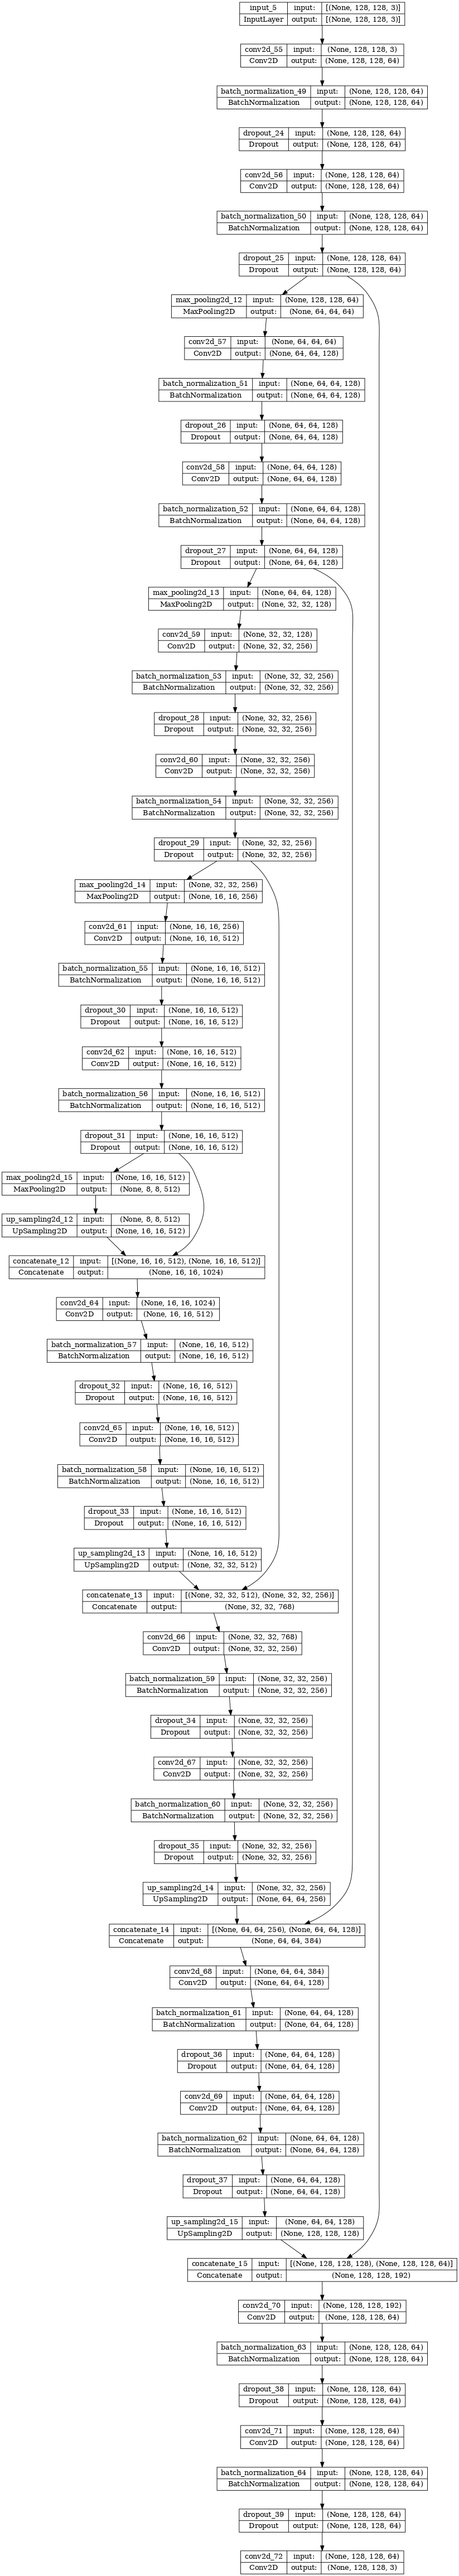 input_5 input: [(None, 128, 128, 3)]
InputLayer output: [(None, 128, 128, 3)]
conv2d_55 input: (None, 128, 128, 3)
Conv2D output: (None, 128, 128, 64)
batch_normalization_49 input: (None, 128, 128, 64)
BatchNormalization output: (None, 128, 128, 64)
dropout_24 input: (None, 128, 128, 64)
Dropout output: (None, 128, 128, 64)
conv2d_56 input: (None, 128, 128, 64)
Conv2D output: (None, 128, 128, 64)
batch_normalization_50 input: (None, 128, 128, 64)
BatchNormalization output: (None, 128, 128, 64)
dropout_25 input: (None, 128, 128, 64)
Dropout output: (None, 128, 128, 64)
max_pooling2d_12 input: (None, 128, 128, 64)
MaxPooling2D output: (None, 64, 64, 64)
conv2d_57 input: (None, 64, 64, 64)
Conv2D output: (None, 64, 64, 128)
batch_normalization_51 input: (None, 64, 64, 128)
BatchNormalization output: (None, 64, 64, 128)
dropout_26 input: (None, 64, 64, 128)
Dropout output: (None, 64, 64, 128)
conv2d_58 input: (None, 64, 64, 128)
Conv2D output: (None, 64, 64, 128)
batch_normalization_52 input: (None, 64, 64, 128)
BatchNormalization output: (None, 64, 64, 128)
dropout_27 input: (None, 64, 64, 128)
Dropout output: (None, 64, 64, 128)
max_pooling2d_13 input: (None, 64, 64, 128)
MaxPooling2D output: (None, 32, 32, 128)
conv2d_59 input: (None, 32, 32, 128)
Conv2D output: (None, 32, 32, 256)
batch_normalization_53 input: (None, 32, 32, 256)
BatchNormalization output: (None, 32, 32, 256)
dropout_28 input: (None, 32, 32, 256)
Dropout output: (None, 32, 32, 256)
conv2d_60 input: (None, 32, 32, 256)
Conv2D output: (None, 32, 32, 256)
batch_normalization_54 input: (None, 32, 32, 256)
BatchNormalization output: (None, 32, 32, 256)
dropout_29 input: (None, 32, 32, 256)
Dropout output: (None, 32, 32, 256)
max_pooling2d_14 input: (None, 32, 32, 256)
MaxPooling2D output: (None, 16, 16, 256)
conv2d_61 input: (None, 16, 16, 256)
Conv2D output: (None, 16, 16, 512)
batch_normalization_55 input: (None, 16, 16, 512)
BatchNormalization output: (None, 16, 16, 512)
dropout_30 input: (None, 16, 16, 512)
Dropout output: (None, 16, 16, 512)
conv2d_62 input: (None, 16, 16, 512)
Conv2D output: (None, 16, 16, 512)
batch_normalization_56 input: (None, 16, 16, 512)
BatchNormalization output: (None, 16, 16, 512)
dropout_31 input: (None, 16, 16, 512)
Dropout output: (None, 16, 16, 512)
max_pooling2d_15 input: (None, 16, 16, 512)
MaxPooling2D output: (None, 8, 8, 512)
up_sampling2d_12 input: (None, 8, 8, 512)
UpSampling2D output: (None, 16, 16, 512)
concatenate_12 input: [(None, 16, 16, 512), (None, 16, 16, 512)]
Concatenate output: (None, 16, 16, 1024)
conv2d_64 input: (None, 16, 16, 1024)
Conv2D output: (None, 16, 16, 512)
batch_normalization_57 input: (None, 16, 16, 512)
BatchNormalization output: (None, 16, 16, 512)
dropout_32 input: (None, 16, 16, 512)
Dropout output: (None, 16, 16, 512)
conv2d_65 input: (None, 16, 16, 512)
Conv2D output: (None, 16, 16, 512)
batch_normalization_58 input: (None, 16, 16, 512)
BatchNormalization output: (None, 16, 16, 512)
dropout_33 input: (None, 16, 16, 512)
Dropout output: (None, 16, 16, 512)
up_sampling2d_13 input: (None, 16, 16, 512)
UpSampling2D output: (None, 32, 32, 512)
concatenate_13 input: [(None, 32, 32, 512), (None, 32, 32, 256)]
Concatenate output: (None, 32, 32, 768)
conv2d_66 input: (None, 32, 32, 768)
Conv2D output: (None, 32, 32, 256)
batch_normalization_59 input: (None, 32, 32, 256)
BatchNormalization output: (None, 32, 32, 256)
dropout_34 input: (None, 32, 32, 256)
Dropout output: (None, 32, 32, 256)
conv2d_67 input: (None, 32, 32, 256)
Conv2D output: (None, 32, 32, 256)
batch_normalization_60 input: (None, 32, 32, 256)
BatchNormalization output: (None, 32, 32, 256)
dropout_35 input: (None, 32, 32, 256)
Dropout output: (None, 32, 32, 256)
up_sampling2d_14 input: (None, 32, 32, 256)
UpSampling2D output: (None, 64, 64, 256)
concatenate_14 input: [(None, 64, 64, 256), (None, 64, 64, 128)]
Concatenate output: (None, 64, 64, 384)
conv2d_68 input: (None, 64, 64, 384)
Conv2D output: (None, 64, 64, 128)
batch_normalization_61 input: (None, 64, 64, 128)
BatchNormalization output: (None, 64, 64, 128)
dropout_36 input: (None, 64, 64, 128)
Dropout output: (None, 64, 64, 128)
conv2d_69 input: (None, 64, 64, 128)
Conv2D output: (None, 64, 64, 128)
batch_normalization_62 input: (None, 64, 64, 128)
BatchNormalization output: (None, 64, 64, 128)
dropout_37 input: (None, 64, 64, 128)
Dropout output: (None, 64, 64, 128)
up_sampling2d_15 input: (None, 64, 64, 128)
UpSampling2D output: (None, 128, 128, 128)
concatenate_15 input: [(None, 128, 128, 128), (None, 128, 128, 64)]
Concatenate output: (None, 128, 128, 192)
conv2d_70 input: (None, 128, 128, 192)
Conv2D output: (None, 128, 128, 64)
batch_normalization_63 input: (None, 128, 128, 64)
BatchNormalization output: (None, 128, 128, 64)
dropout_38 input: (None, 128, 128, 64)
Dropout output: (None, 128, 128, 64)
conv2d_71 input: (None, 128, 128, 64)
Conv2D output: (None, 128, 128, 64)
batch_normalization_64 input: (None, 128, 128, 64)
BatchNormalization output: (None, 128, 128, 64)
dropout_39 input: (None, 128, 128, 64)
Dropout output: (None, 128, 128, 64)
conv2d_72 input: (None, 128, 128, 64)
Conv2D output: (None, 128, 128, 3)